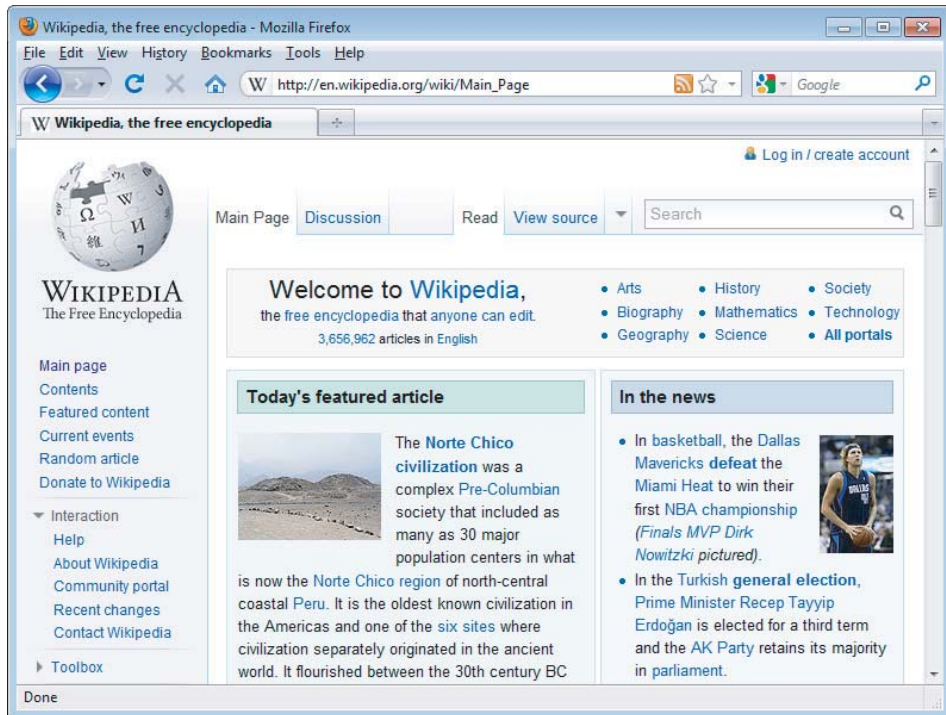 Wikipedia, the free encyclopedia - Mozilla Firefox
File Edit View History Bookmarks Tools Help
W http://en.wikipedia.org/wiki/Main_Page
Google
W Wikipedia, the free encyclopedia
Log in / create account
Main Page Discussion Read View source Search
Ω W И 維 7
WIKIPEDIA
The Free Encyclopedia
Main page
Contents
Featured content
Current events
Random article
Donate to Wikipedia
Interaction
Help
About Wikipedia
Community portal
Recent changes
Contact Wikipedia
Toolbox
Welcome to Wikipedia,
the free encyclopedia that anyone can edit.
3,656,962 articles in English
• Arts • History • Society
• Biography • Mathematics • Technology
• Geography • Science • All portals
Today's featured article
The Norte Chico
civilization was a
complex Pre-Columbian
society that included as
many as 30 major
population centers in what
is now the Norte Chico region of north-central
coastal Peru. It is the oldest known civilization in
the Americas and one of the six sites where
civilization separately originated in the ancient
world. It flourished between the 30th century BC
In the news
• In basketball, the Dallas
Mavericks defeat the
Miami Heat to win their
first NBA championship
(Finals MVP Dirk
Nowitzki pictured).
• In the Turkish general election,
Prime Minister Recep Tayyip
Erdoğan is elected for a third term
and the AK Party retains its majority
in parliament.
DALLAS
Done